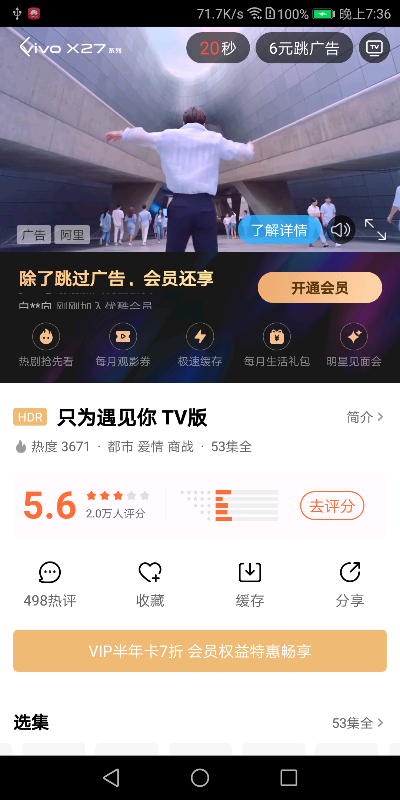 71.7K/s 100% 晚上7:36
vivo X27系列
20秒
6元跳广告
TV
了解详情
广告 阿里
除了跳过广告，会员还享
开通会员
白**向 刚刚加入优酷会员
热剧抢先看 每月观影券 极速缓存 每月生活礼包 明星见面会
HDR 只为遇见你 TV版 简介
热度 3671 · 都市 爱情 商战 · 53集全
5.6
2.0万人评分
去评分
498热评 收藏 缓存 分享
VIP半年卡7折 会员权益特惠畅享
选集 53集全